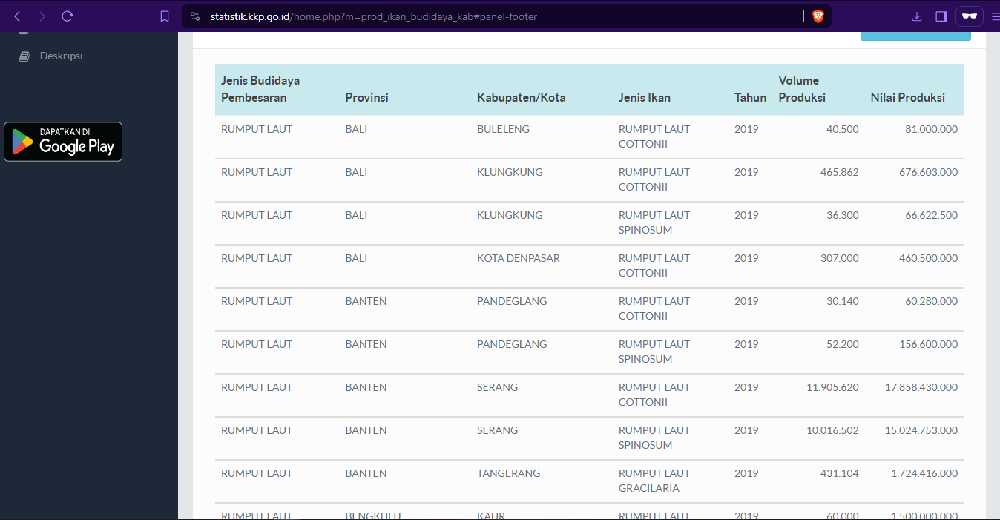 statistik.kkp.go.id/home.php?m=prod_ikan_budidaya_kab#panel-footer
Deskripsi
DAPATKAN DI
Google Play
Jenis Budidaya Pembesaran Provinsi Kabupaten/Kota Jenis Ikan Tahun Volume Produksi Nilai Produksi
RUMPUT LAUT BALI BULELENG RUMPUT LAUT COTTONII 2019 40.500 81.000.000
RUMPUT LAUT BALI KLUNGKUNG RUMPUT LAUT COTTONII 2019 465.862 676.603.000
RUMPUT LAUT BALI KLUNGKUNG RUMPUT LAUT SPINOSUM 2019 36.300 66.622.500
RUMPUT LAUT BALI KOTA DENPASAR RUMPUT LAUT COTTONII 2019 307.000 460.500.000
RUMPUT LAUT BANTEN PANDEGLANG RUMPUT LAUT COTTONII 2019 30.140 60.280.000
RUMPUT LAUT BANTEN PANDEGLANG RUMPUT LAUT SPINOSUM 2019 52.200 156.600.000
RUMPUT LAUT BANTEN SERANG RUMPUT LAUT COTTONII 2019 11.905.620 17.858.430.000
RUMPUT LAUT BANTEN SERANG RUMPUT LAUT SPINOSUM 2019 10.016.502 15.024.753.000
RUMPUT LAUT BANTEN TANGERANG RUMPUT LAUT GRACILARIA 2019 431.104 1.724.416.000
RUMPUT LAUT BENGKULU KAUR RUMPUT LAUT 2019 60.000 1.500.000.000